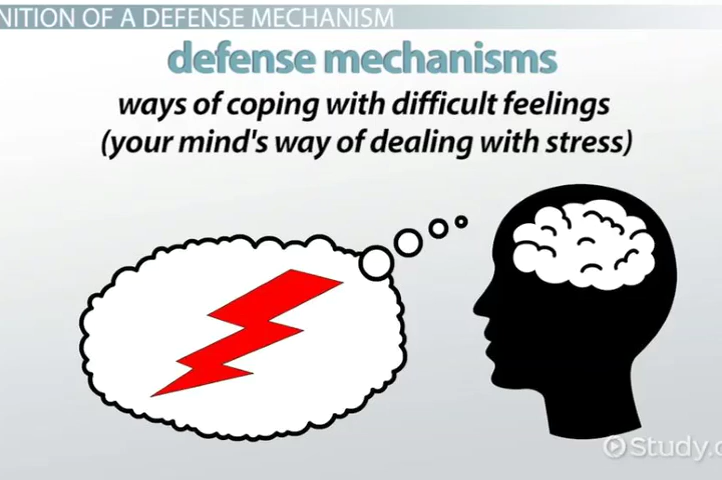 NITION OF A DEFENSE MECHANISM
defense mechanisms
ways of coping with difficult feelings
(your mind's way of dealing with stress)
Study.c